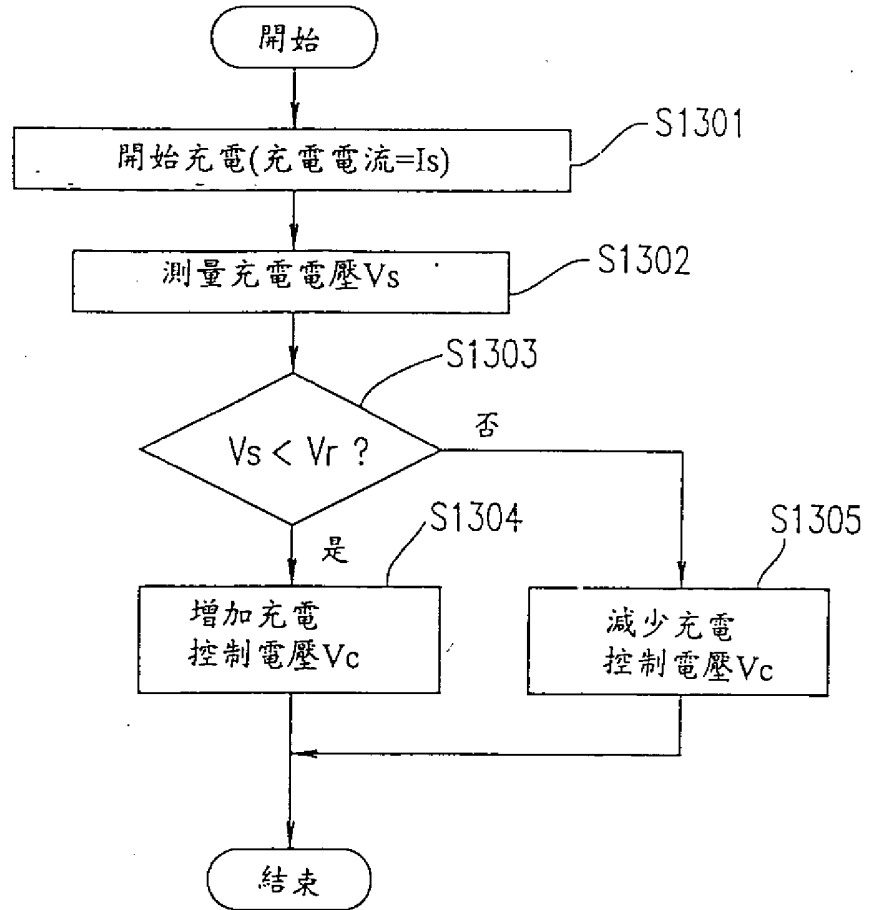 開始
S1301
開始充電(充電電流=Is)
S1302
測量充電電壓Vs
S1303
Vs < Vr ?
否
是
S1304
增加充電
控制電壓Vc
S1305
減少充電
控制電壓Vc
結束